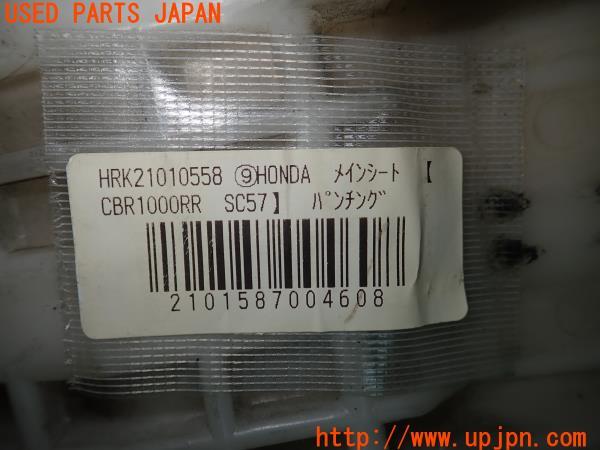 USED PARTS JAPAN
HRK21010558 ⑨HONDA メインシート 【
CBR1000RR SC57】 パンチング
2101587004608
http://www.upjpn.com